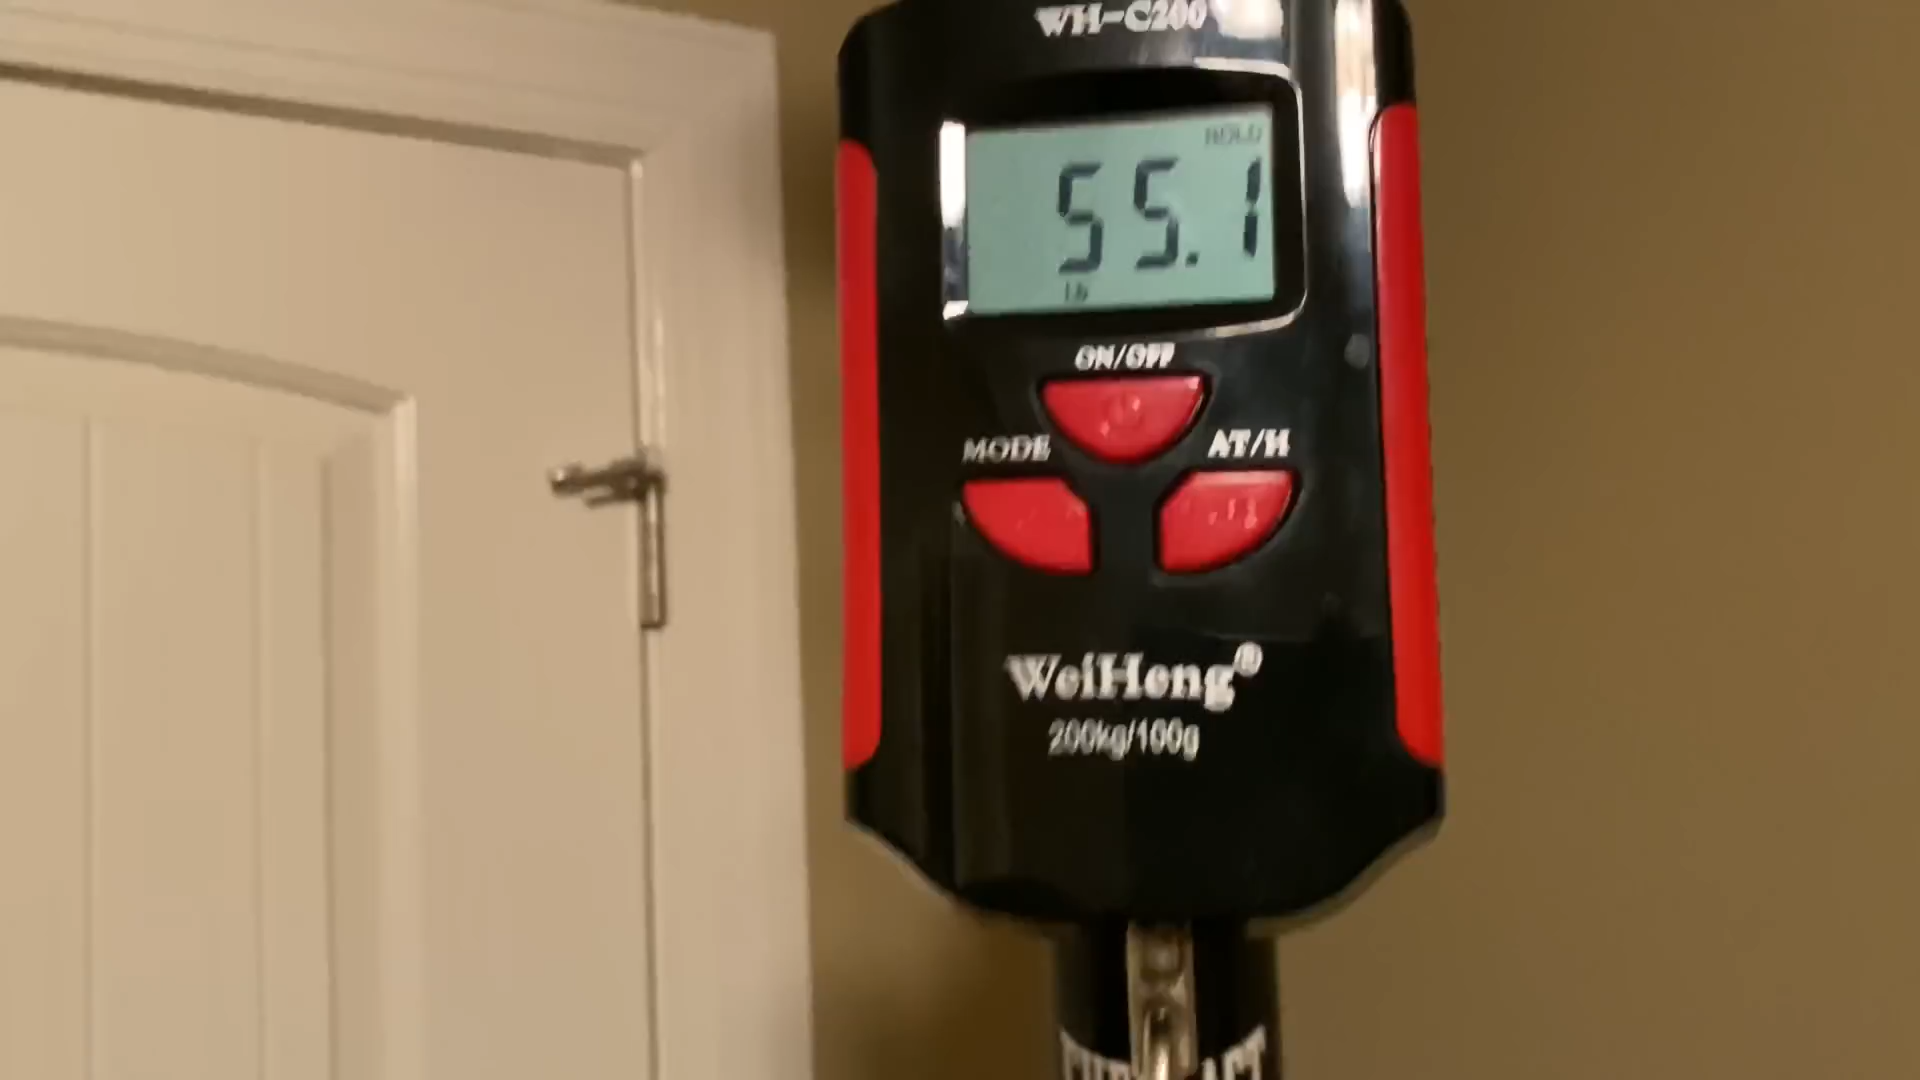 WH-C200
HOLD
55.1
Lb
ON/OFF
MODE
AT/H
WeiHeng®
200kg/100g